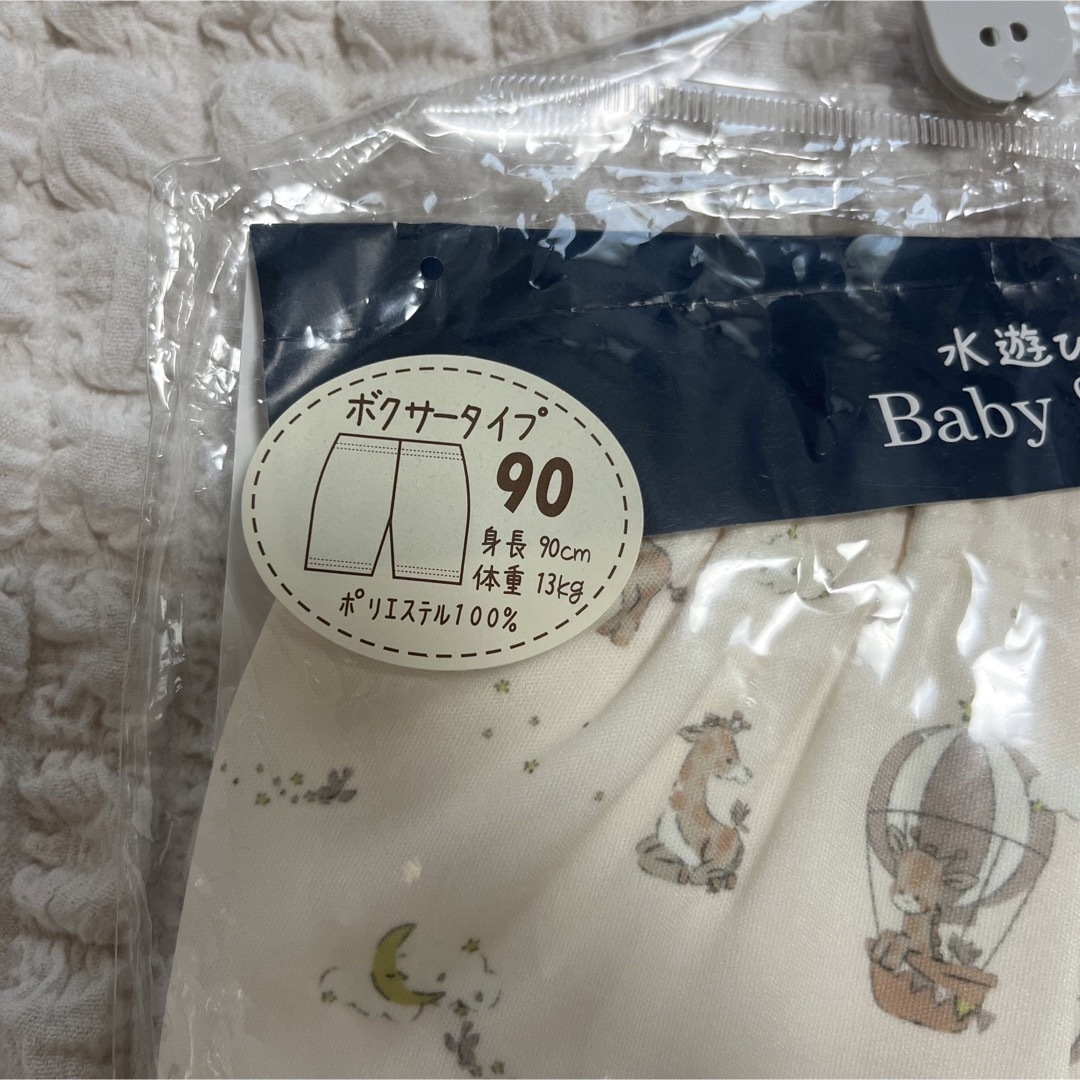 水遊び
Baby
ボクサータイプ
90
身長 90cm
体重 13kg
ポリエステル100%